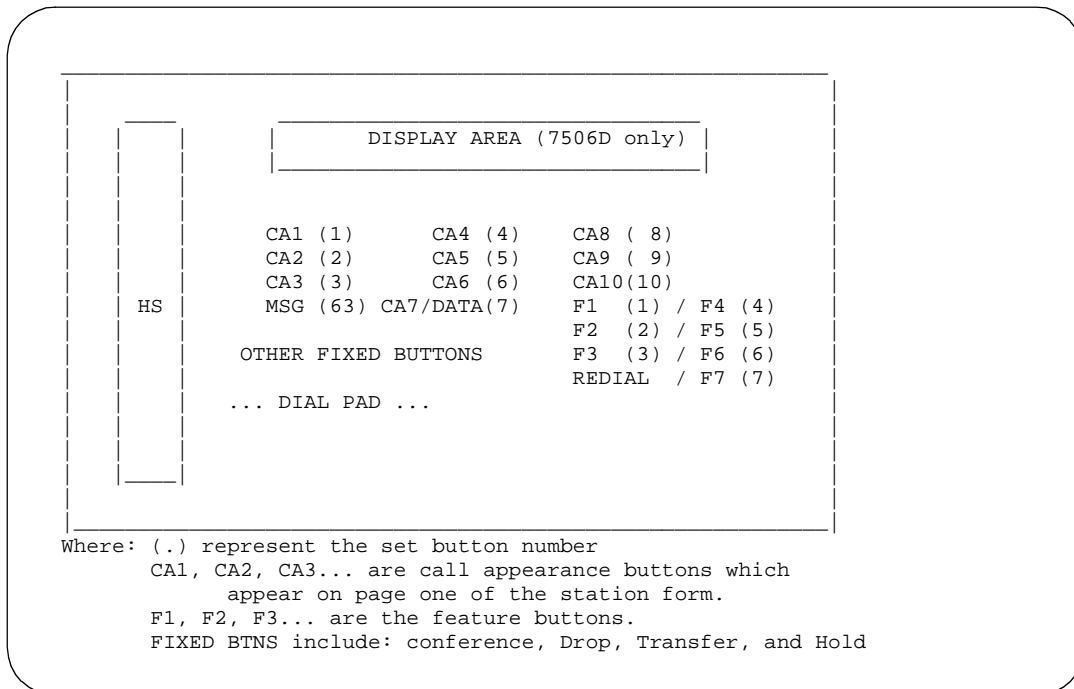 DISPLAY AREA (7506D only)
CA1 (1) CA4 (4) CA8 ( 8)
CA2 (2) CA5 (5) CA9 ( 9)
CA3 (3) CA6 (6) CA10(10)
HS MSG (63) CA7/DATA(7) F1 (1) / F4 (4)
F2 (2) / F5 (5)
OTHER FIXED BUTTONS F3 (3) / F6 (6)
REDIAL / F7 (7)
... DIAL PAD ...
Where: (.) represent the set button number
CA1, CA2, CA3... are call appearance buttons which
appear on page one of the station form.
F1, F2, F3... are the feature buttons.
FIXED BTNS include: conference, Drop, Transfer, and Hold